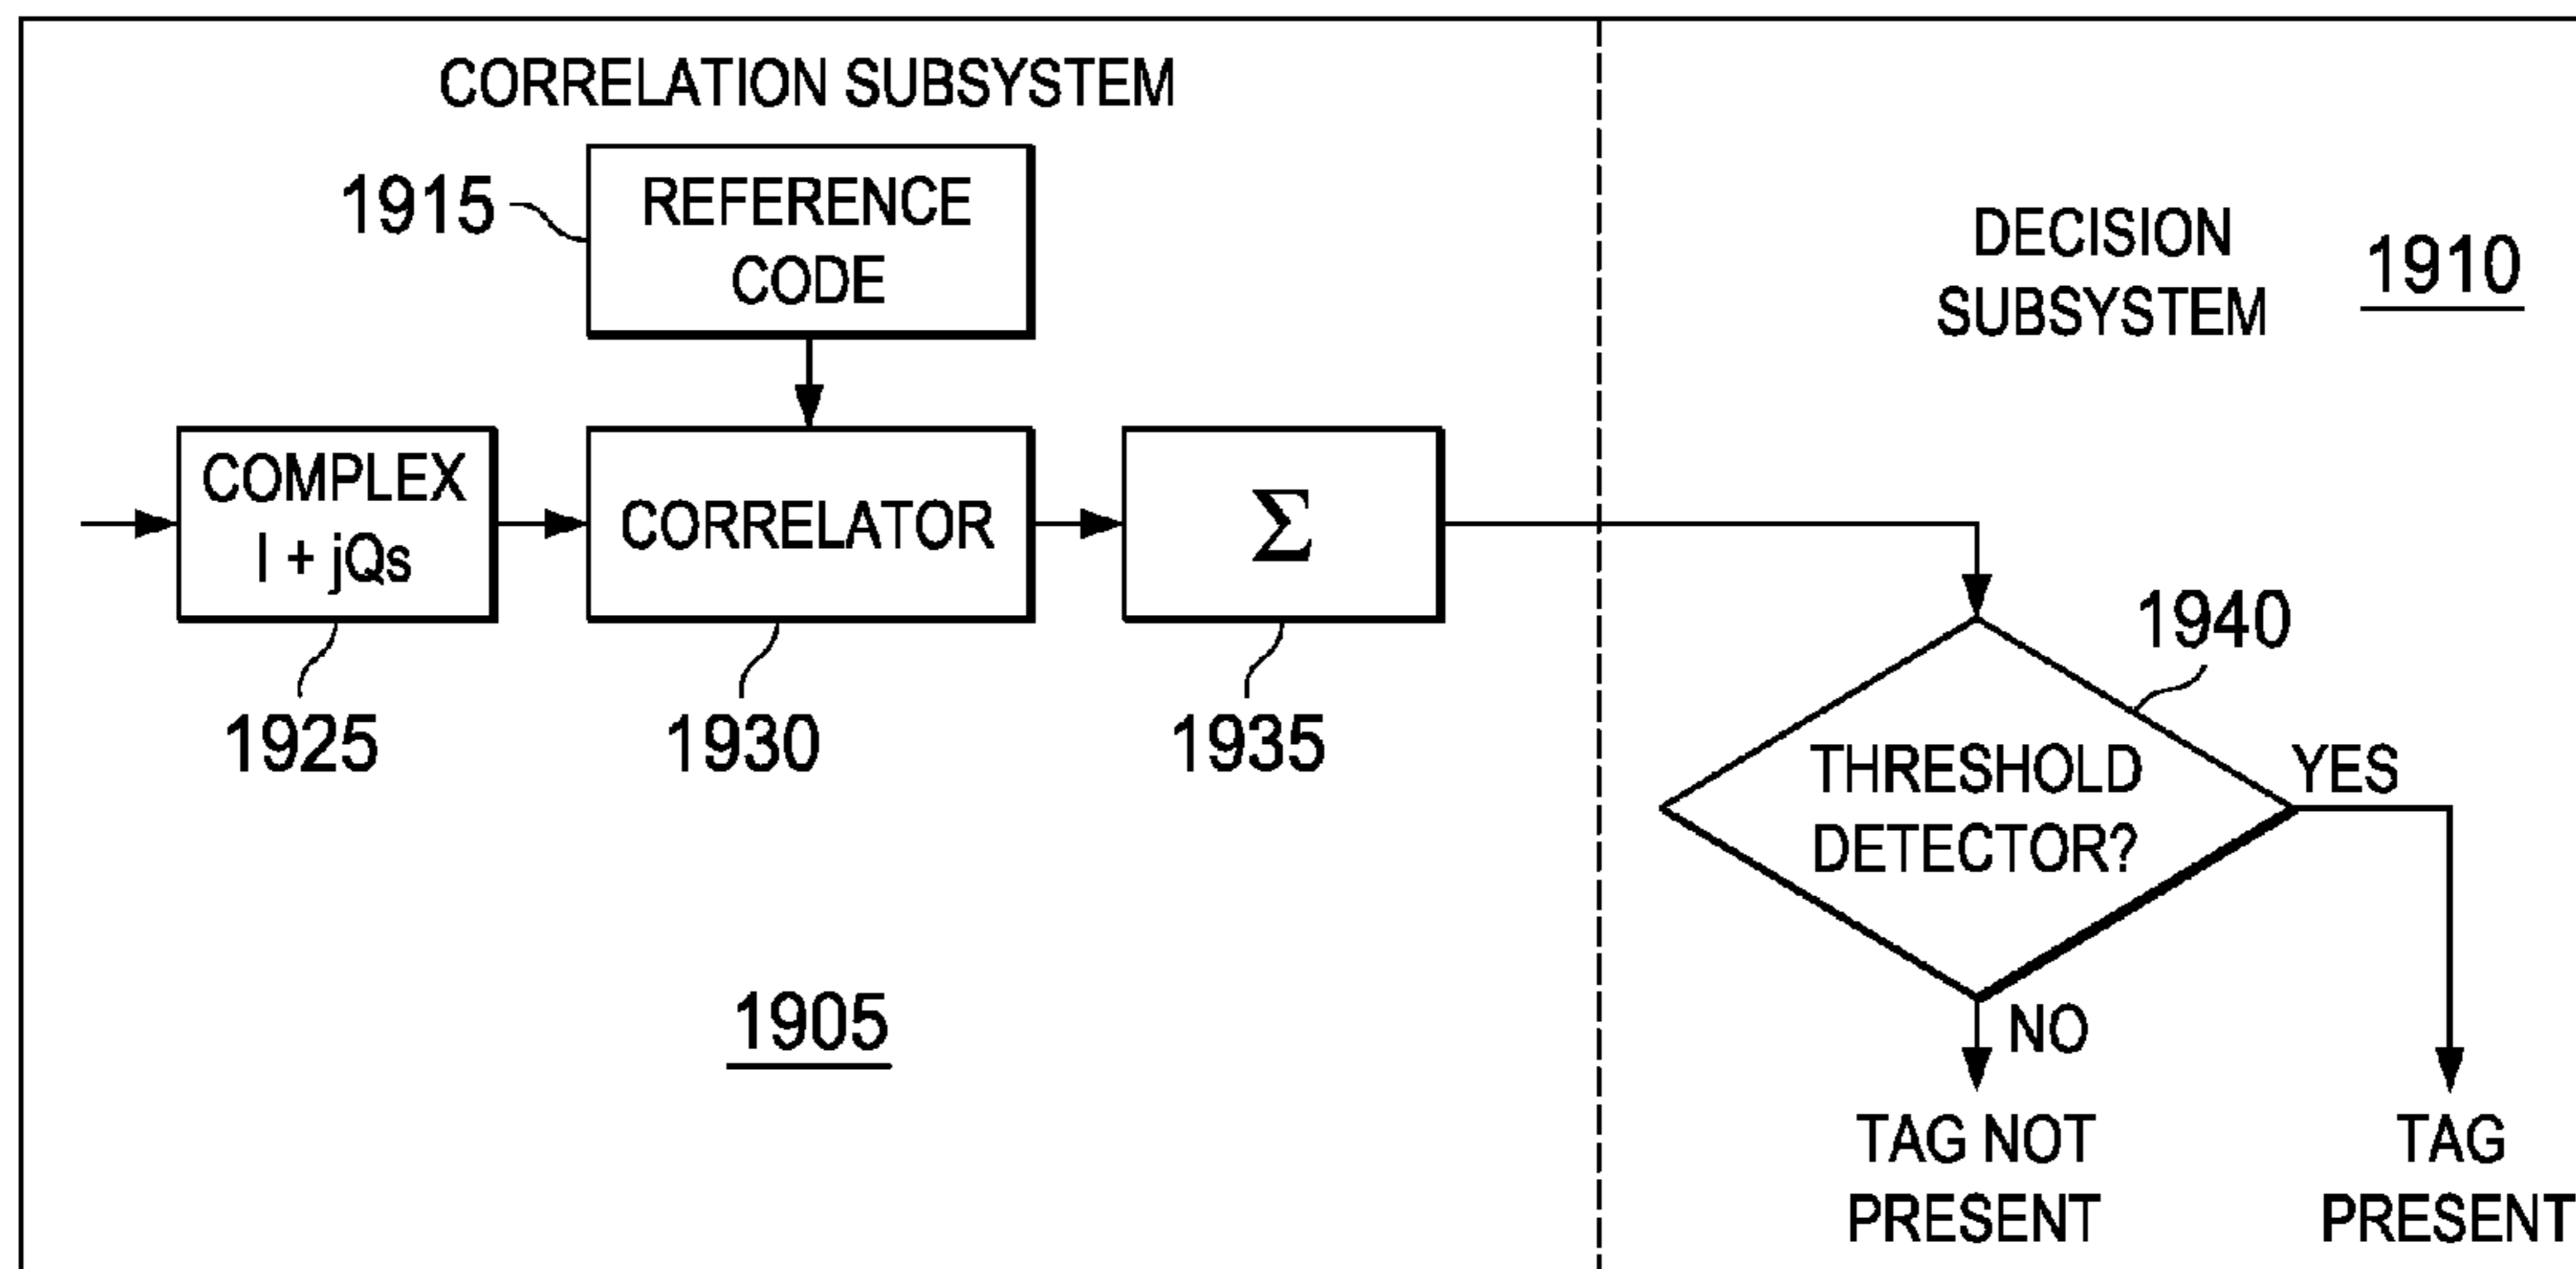 CORRELATION SUBSYSTEM
1915
REFERENCE
CODE
DECISION
SUBSYSTEM
1910
COMPLEX
I + jQs
CORRELATOR
Σ
1925
1930
1935
1940
THRESHOLD
DETECTOR?
YES
NO
1905
TAG NOT
PRESENT
TAG
PRESENT